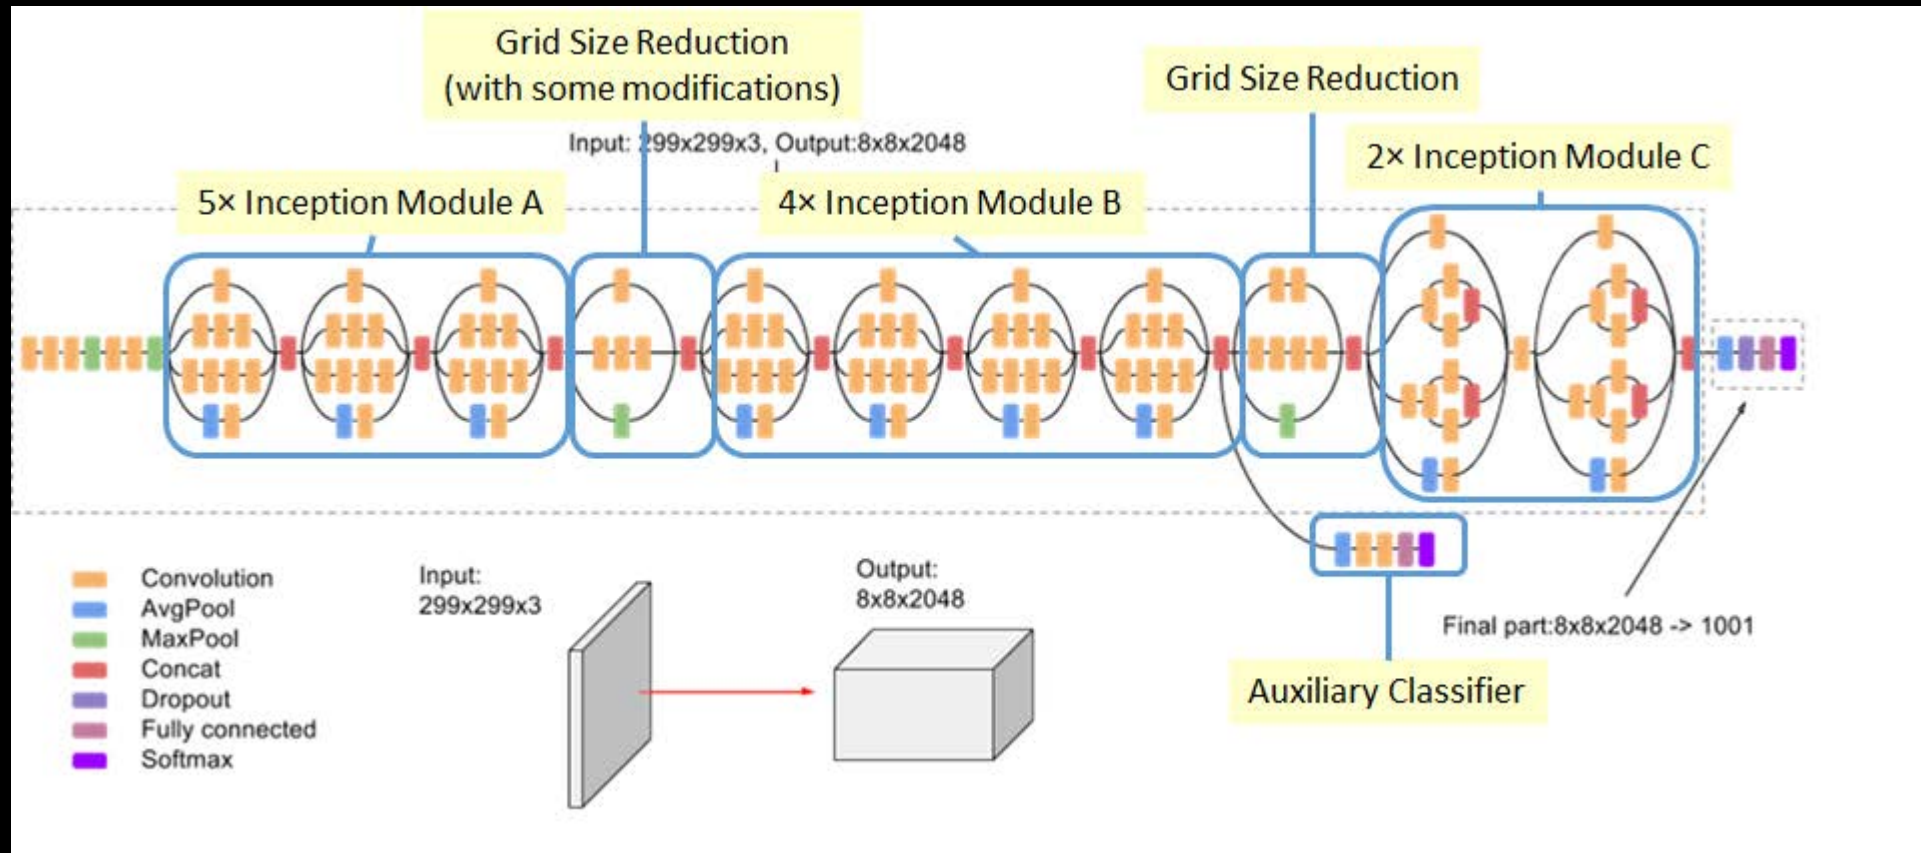 Grid Size Reduction
(with some modifications)
Grid Size Reduction
Input: 299x299x3, Output:8x8x2048
2× Inception Module C
5× Inception Module A
4× Inception Module B
Convolution
AvgPool
MaxPool
Concat
Dropout
Fully connected
Softmax
Input:
299x299x3
Output:
8x8x2048
Final part:8x8x2048 -> 1001
Auxiliary Classifier